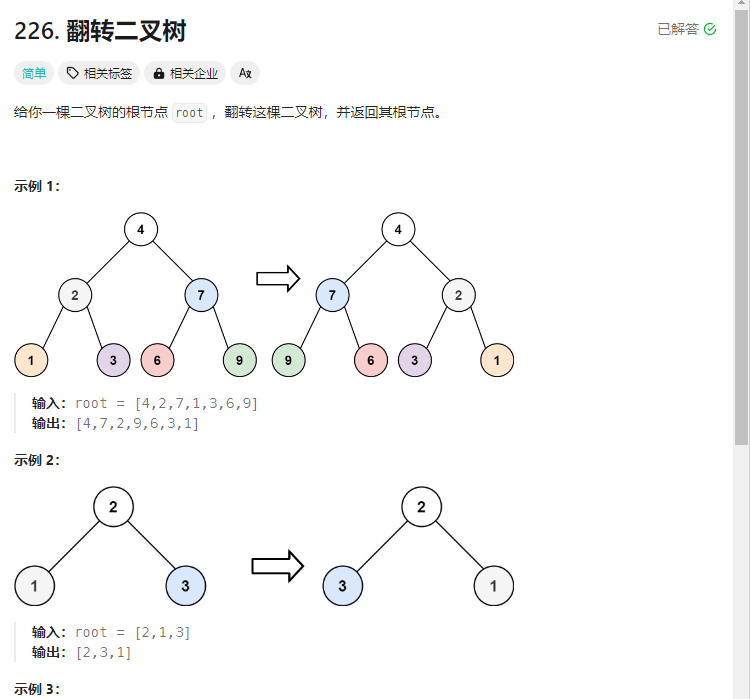 226. 翻转二叉树
已解答
简单 相关标签 相关企业 Aあ
给你一棵二叉树的根节点 root ，翻转这棵二叉树，并返回其根节点。
示例 1：
4 4
2 7 7 2
1 3 6 9 9 6 3 1
输入：root = [4,2,7,1,3,6,9]
输出：[4,7,2,9,6,3,1]
示例 2：
2 2
1 3 3 1
输入：root = [2,1,3]
输出：[2,3,1]
示例 3：